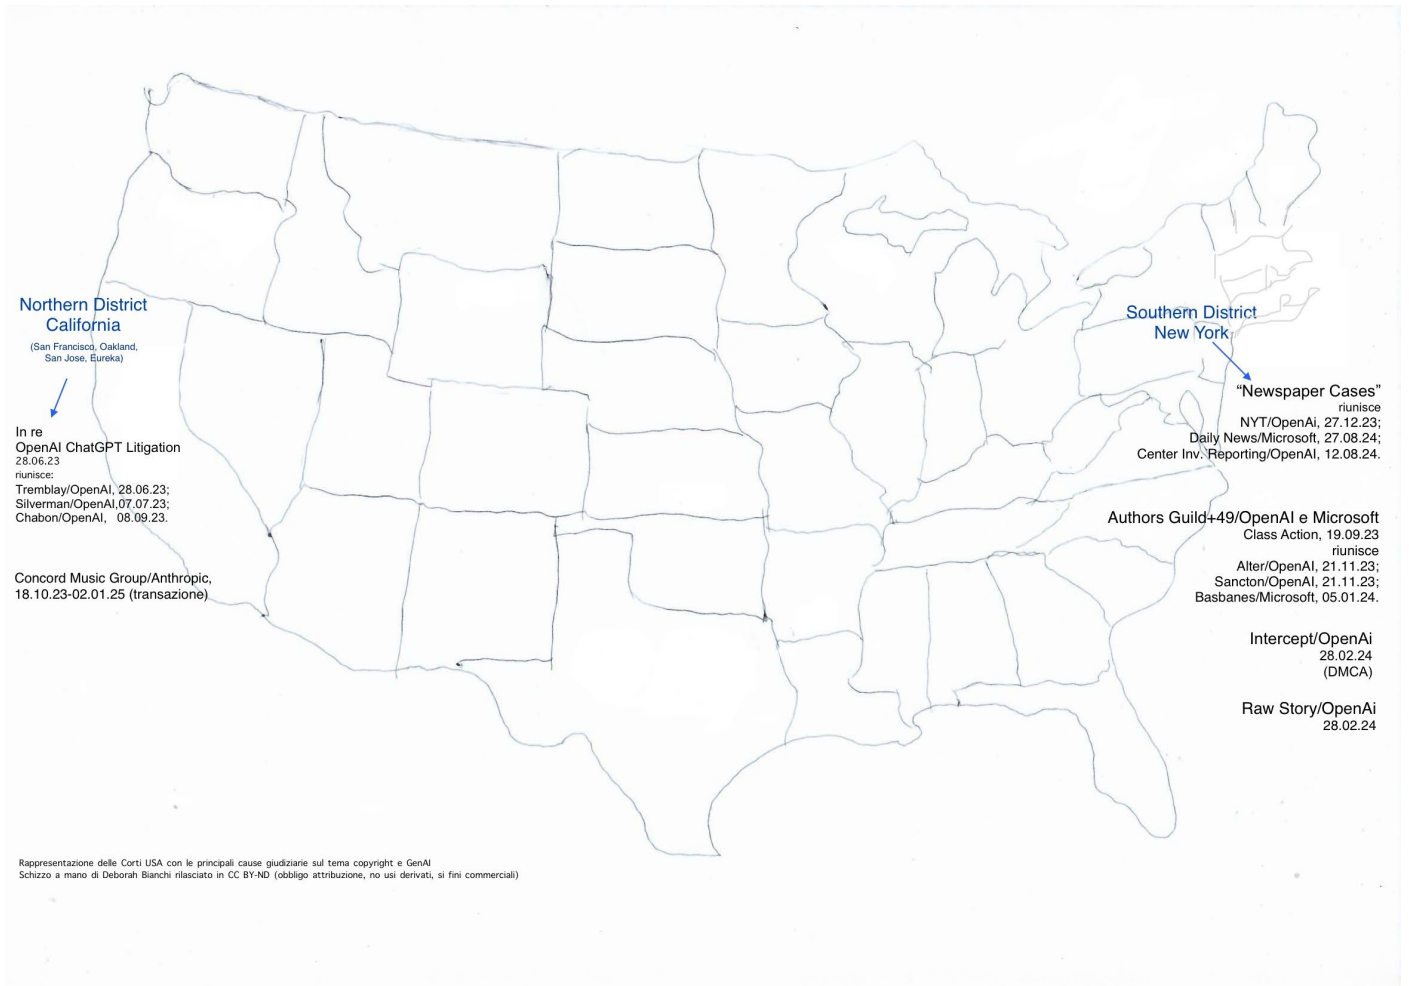 Northern District
California
(San Francisco, Oakland,
San Jose, Eureka)
In re
OpenAI ChatGPT Litigation
28.06.23
riunisce:
Tremblay/OpenAI, 28.06.23;
Silverman/OpenAI,07.07.23;
Chabon/OpenAI, 08.09.23.
Concord Music Group/Anthropic,
18.10.23-02.01.25 (transazione)
Southern District
New York
“Newspaper Cases”
riunisce
NYT/OpenAi, 27.12.23;
Daily News/Microsoft, 27.08.24;
Center Inv. Reporting/OpenAI, 12.08.24.
Authors Guild+49/OpenAI e Microsoft
Class Action, 19.09.23
riunisce
Alter/OpenAI, 21.11.23;
Sancton/OpenAI, 21.11.23;
Basbanes/Microsoft, 05.01.24.
Intercept/OpenAi
28.02.24
(DMCA)
Raw Story/OpenAi
28.02.24
Rappresentazione delle Corti USA con le principali cause giudiziarie sul tema copyright e GenAI
Schizzo a mano di Deborah Bianchi rilasciato in CC BY-ND (obbligo attribuzione, no usi derivati, si fini commerciali)